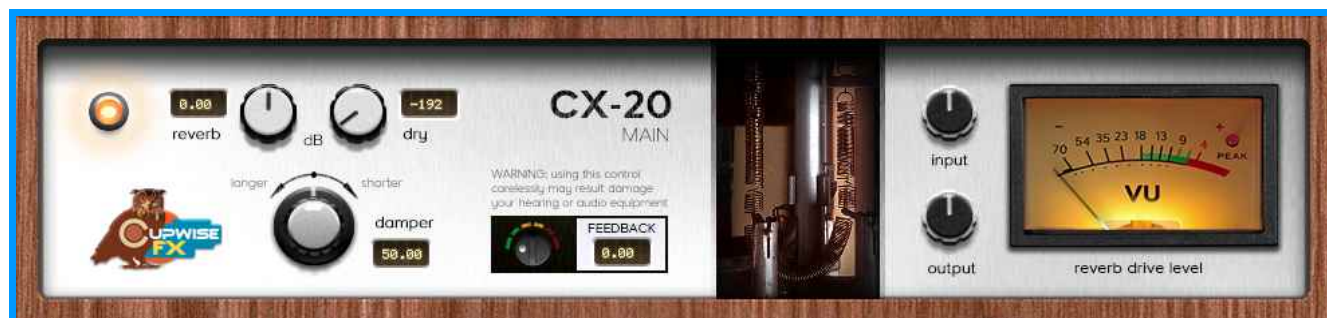 0.00
reverb
dB
-192
dry
CX-20
MAIN
longer
shorter
damper
50.00
WARNING: using this control
carelessly may result damage
your hearing or audio equipment
FEEDBACK
0.00
CUPWISE
FX
input
output
- +
70 54 35 23 18 13 9 4
PEAK
VU
reverb drive level